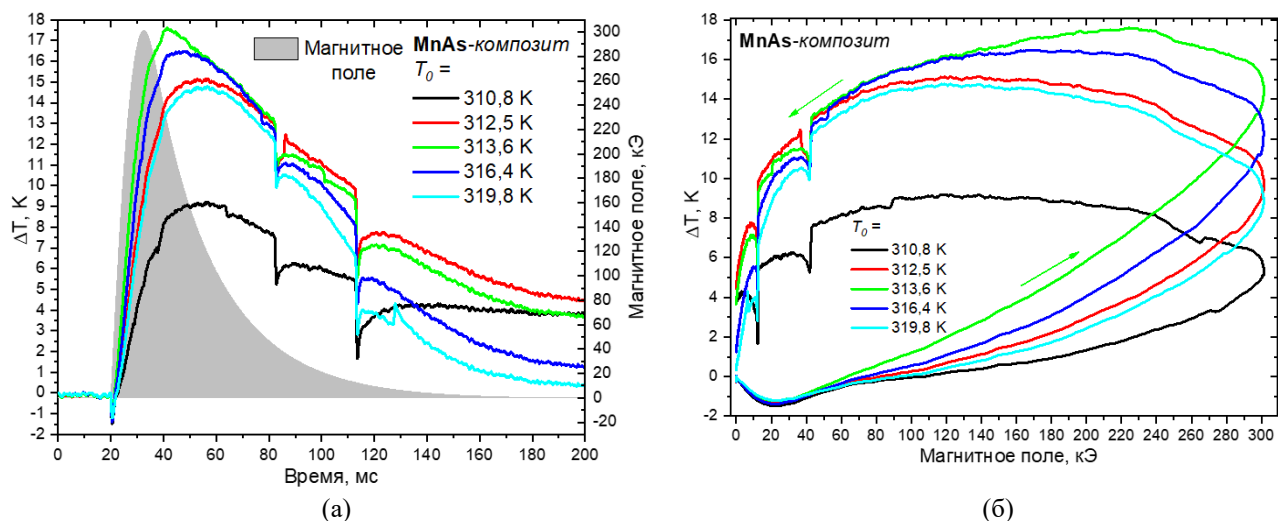 18
17
16
15
14
13
12
11
10
9
8
7
6
5
4
3
2
1
0
-1
-2
ΔT, К
0 20 40 60 80 100 120 140 160 180 200
Время, мс
300
280
260
240
220
200
180
160
140
120
100
80
60
40
20
0
-20
Магнитное поле, кЭ
Магнитное поле
MnAs-композит
T0 =
310,8 К
312,5 К
313,6 К
316,4 К
319,8 К
(а)
18
16
14
12
10
8
6
4
2
0
-2
ΔT, К
MnAs-композит
T0 =
310,8 К
312,5 К
313,6 К
316,4 К
319,8 К
0 20 40 60 80 100 120 140 160 180 200 220 240 260 280 300
Магнитное поле, кЭ
(б)